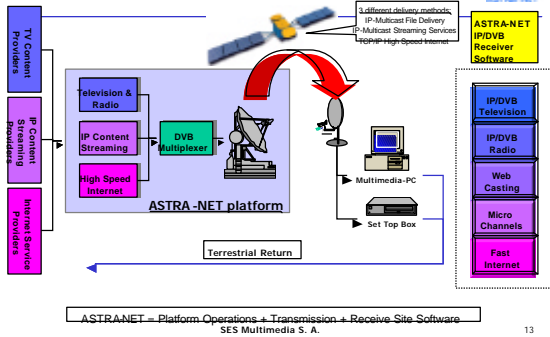 3 different delivery methods:
IP-Multicast File Delivery
IP-Multicast Streaming Services
TCP/IP High Speed Internet
ASTRA-NET
IP/DVB
Receiver
Software
TV Content
Providers
IP Content
Streaming
Providers
Internet Service
Providers
Television &
Radio
IP Content
Streaming
High Speed
Internet
DVB
Multiplexer
ASTRA-NET platform
Multimedia-PC
Set Top Box
Terrestrial Return
IP/DVB
Television
IP/DVB
Radio
Web
Casting
Micro
Channels
Fast
Internet
ASTRA-NET = Platform Operations + Transmission + Receive Site Software
SES Multimedia S. A.
13